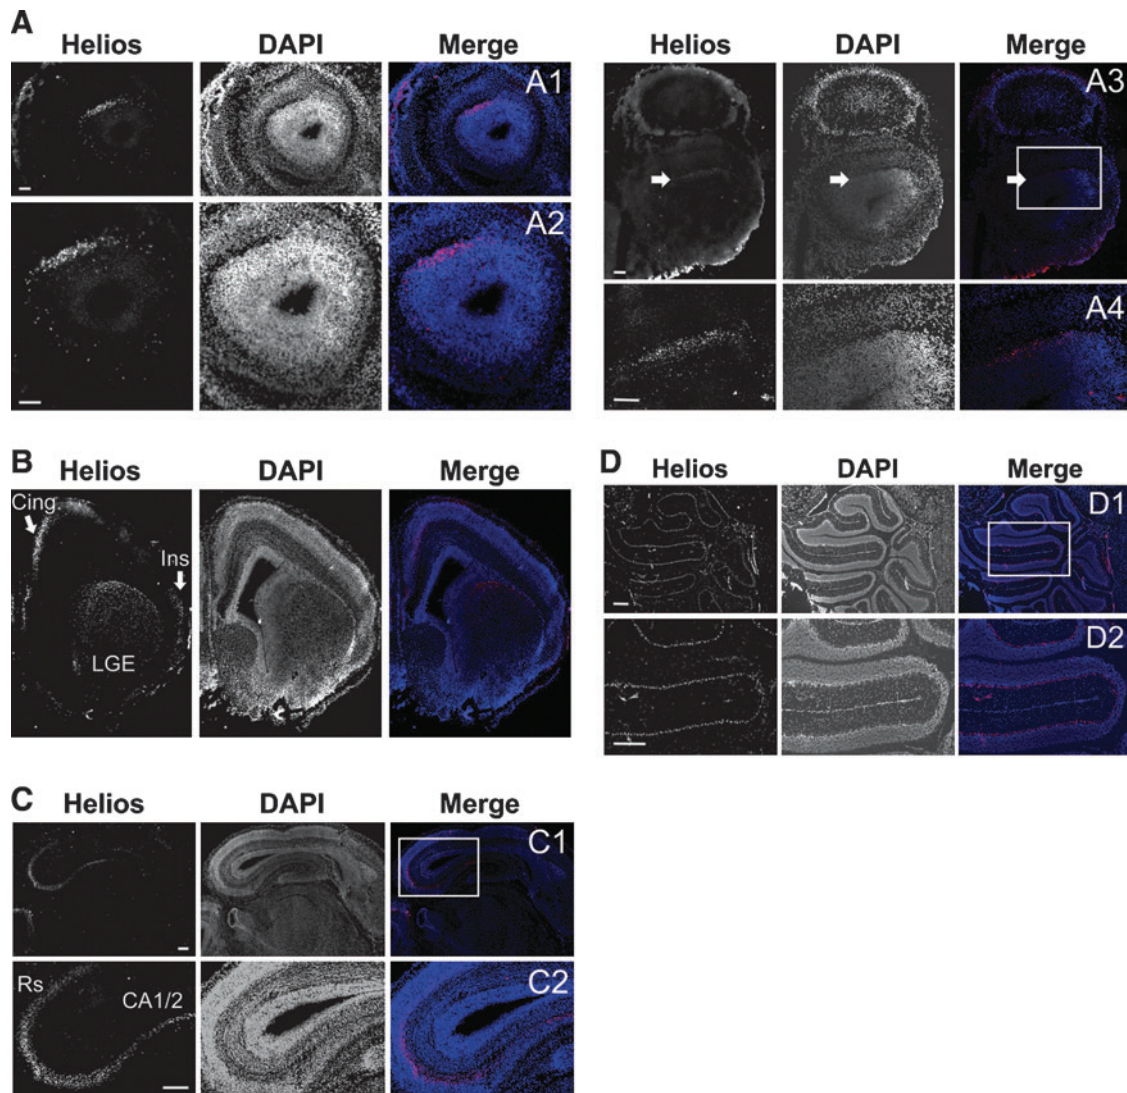 A
Helios DAPI Merge
A1
A2
Helios DAPI Merge
A3
A4
B
Helios DAPI Merge
Cing.
Ins
LGE
D
Helios DAPI Merge
D1
D2
C
Helios DAPI Merge
C1
Rs
CA1/2
C2